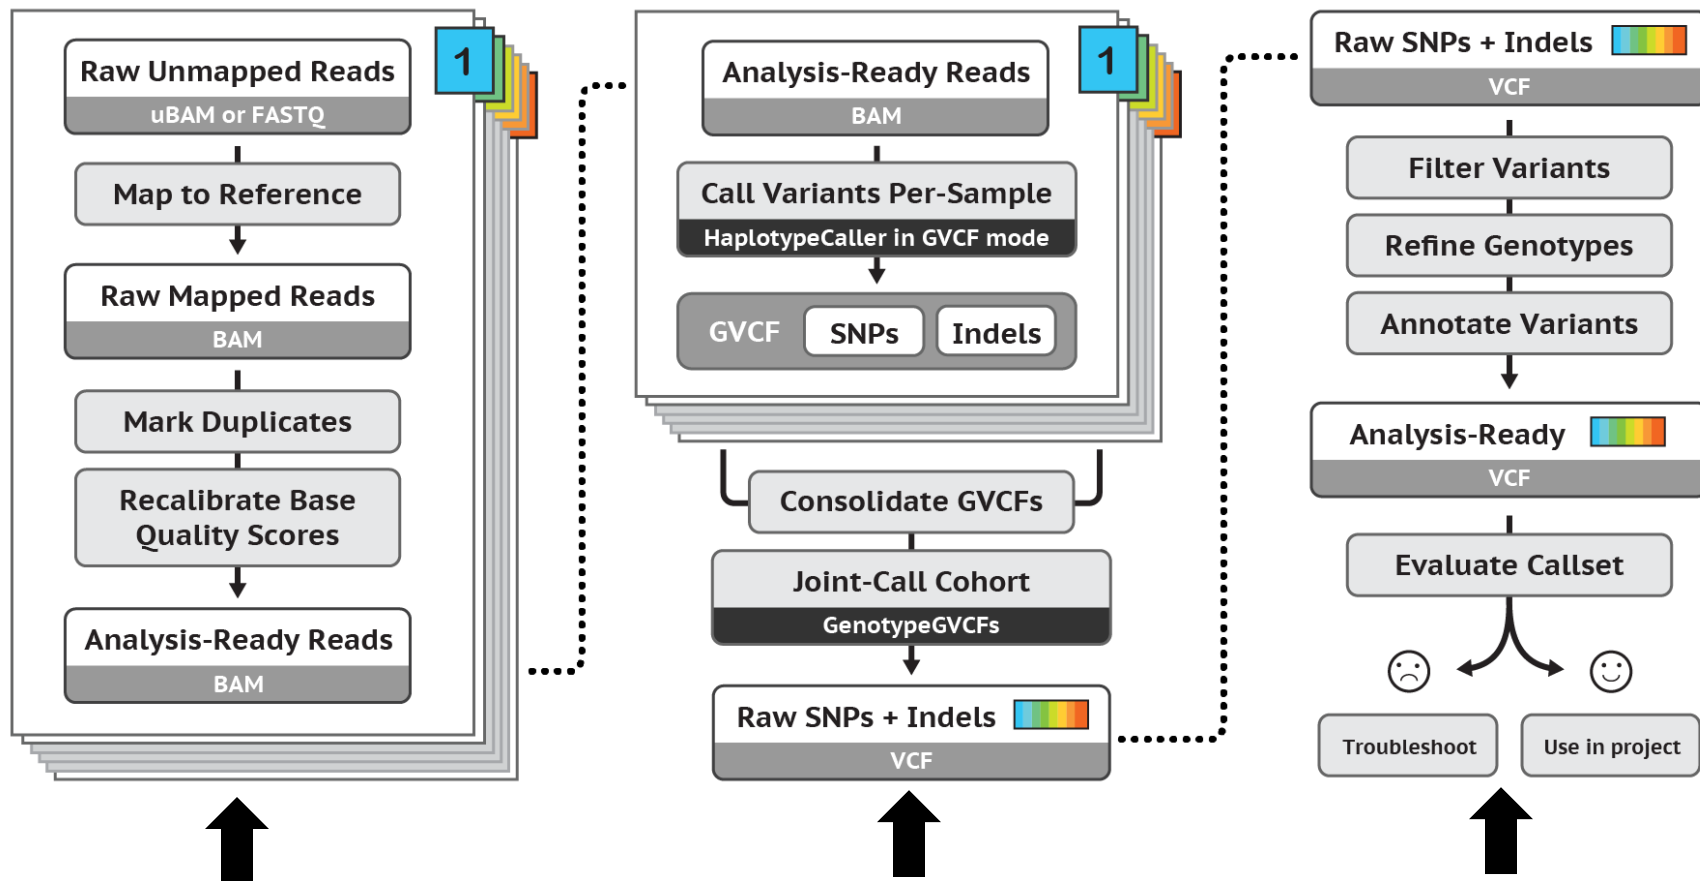 Raw Unmapped Reads
uBAM or FASTQ
1
Map to Reference
Raw Mapped Reads
BAM
Mark Duplicates
Recalibrate Base
Quality Scores
Analysis-Ready Reads
BAM
Analysis-Ready Reads
BAM
1
Call Variants Per-Sample
HaplotypeCaller in GVCF mode
GVCF SNPs Indels
Consolidate GVCFs
Joint-Call Cohort
GenotypeGVCFs
Raw SNPs + Indels
VCF
Raw SNPs + Indels
VCF
Filter Variants
Refine Genotypes
Annotate Variants
Analysis-Ready
VCF
Evaluate Callset
Troubleshoot
Use in project